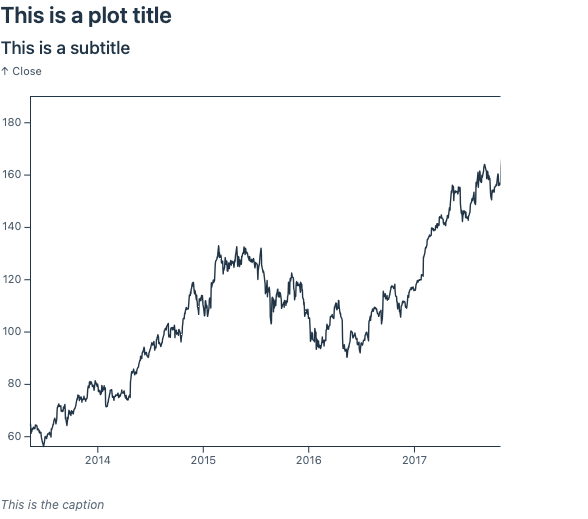 This is a plot title
This is a subtitle
↑ Close
180
160
140
120
100
80
60
2014 2015 2016 2017
This is the caption